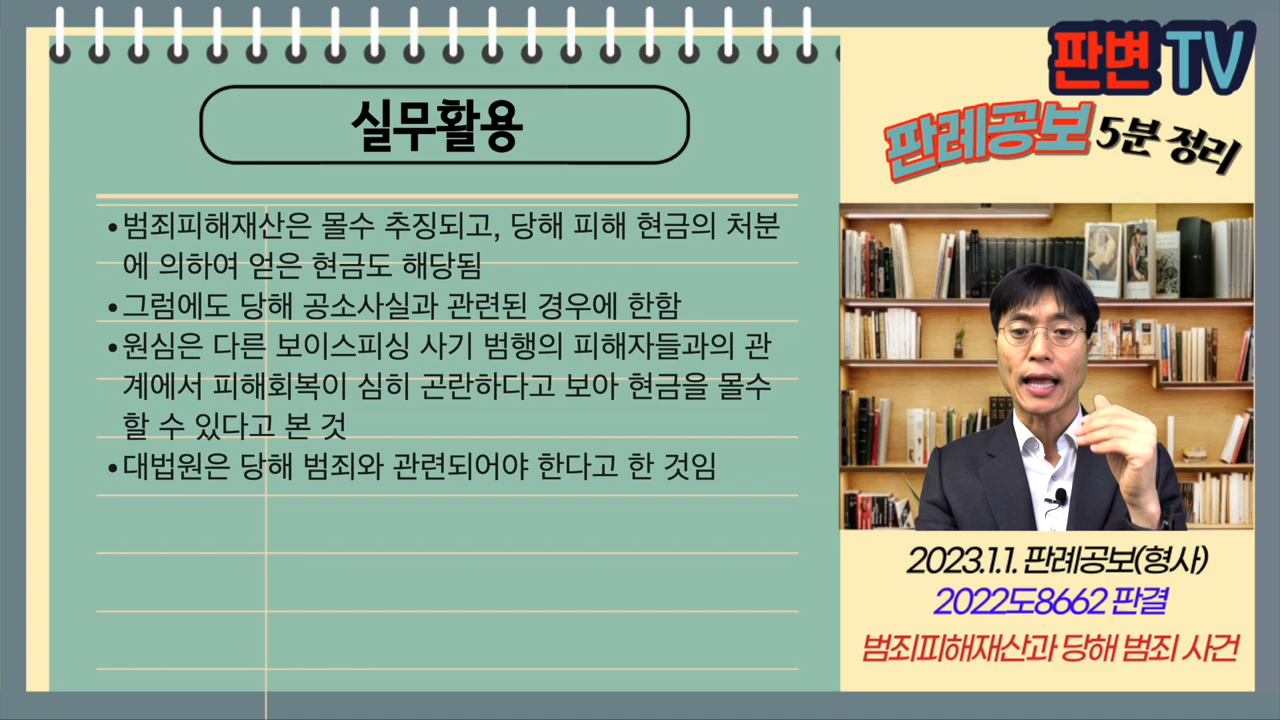 실무활용
•범죄피해재산은 몰수 추징되고, 당해 피해 현금의 처분
에 의하여 얻은 현금도 해당됨
•그럼에도 당해 공소사실과 관련된 경우에 한함
•원심은 다른 보이스피싱 사기 범행의 피해자들과의 관
계에서 피해회복이 심히 곤란하다고 보아 현금을 몰수
할 수 있다고 본 것
•대법원은 당해 범죄와 관련되어야 한다고 한 것임
판변 TV
판례공보 5분 정리
2023.1.1. 판례공보(형사)
2022도8662 판결
범죄피해재산과 당해 범죄 사건